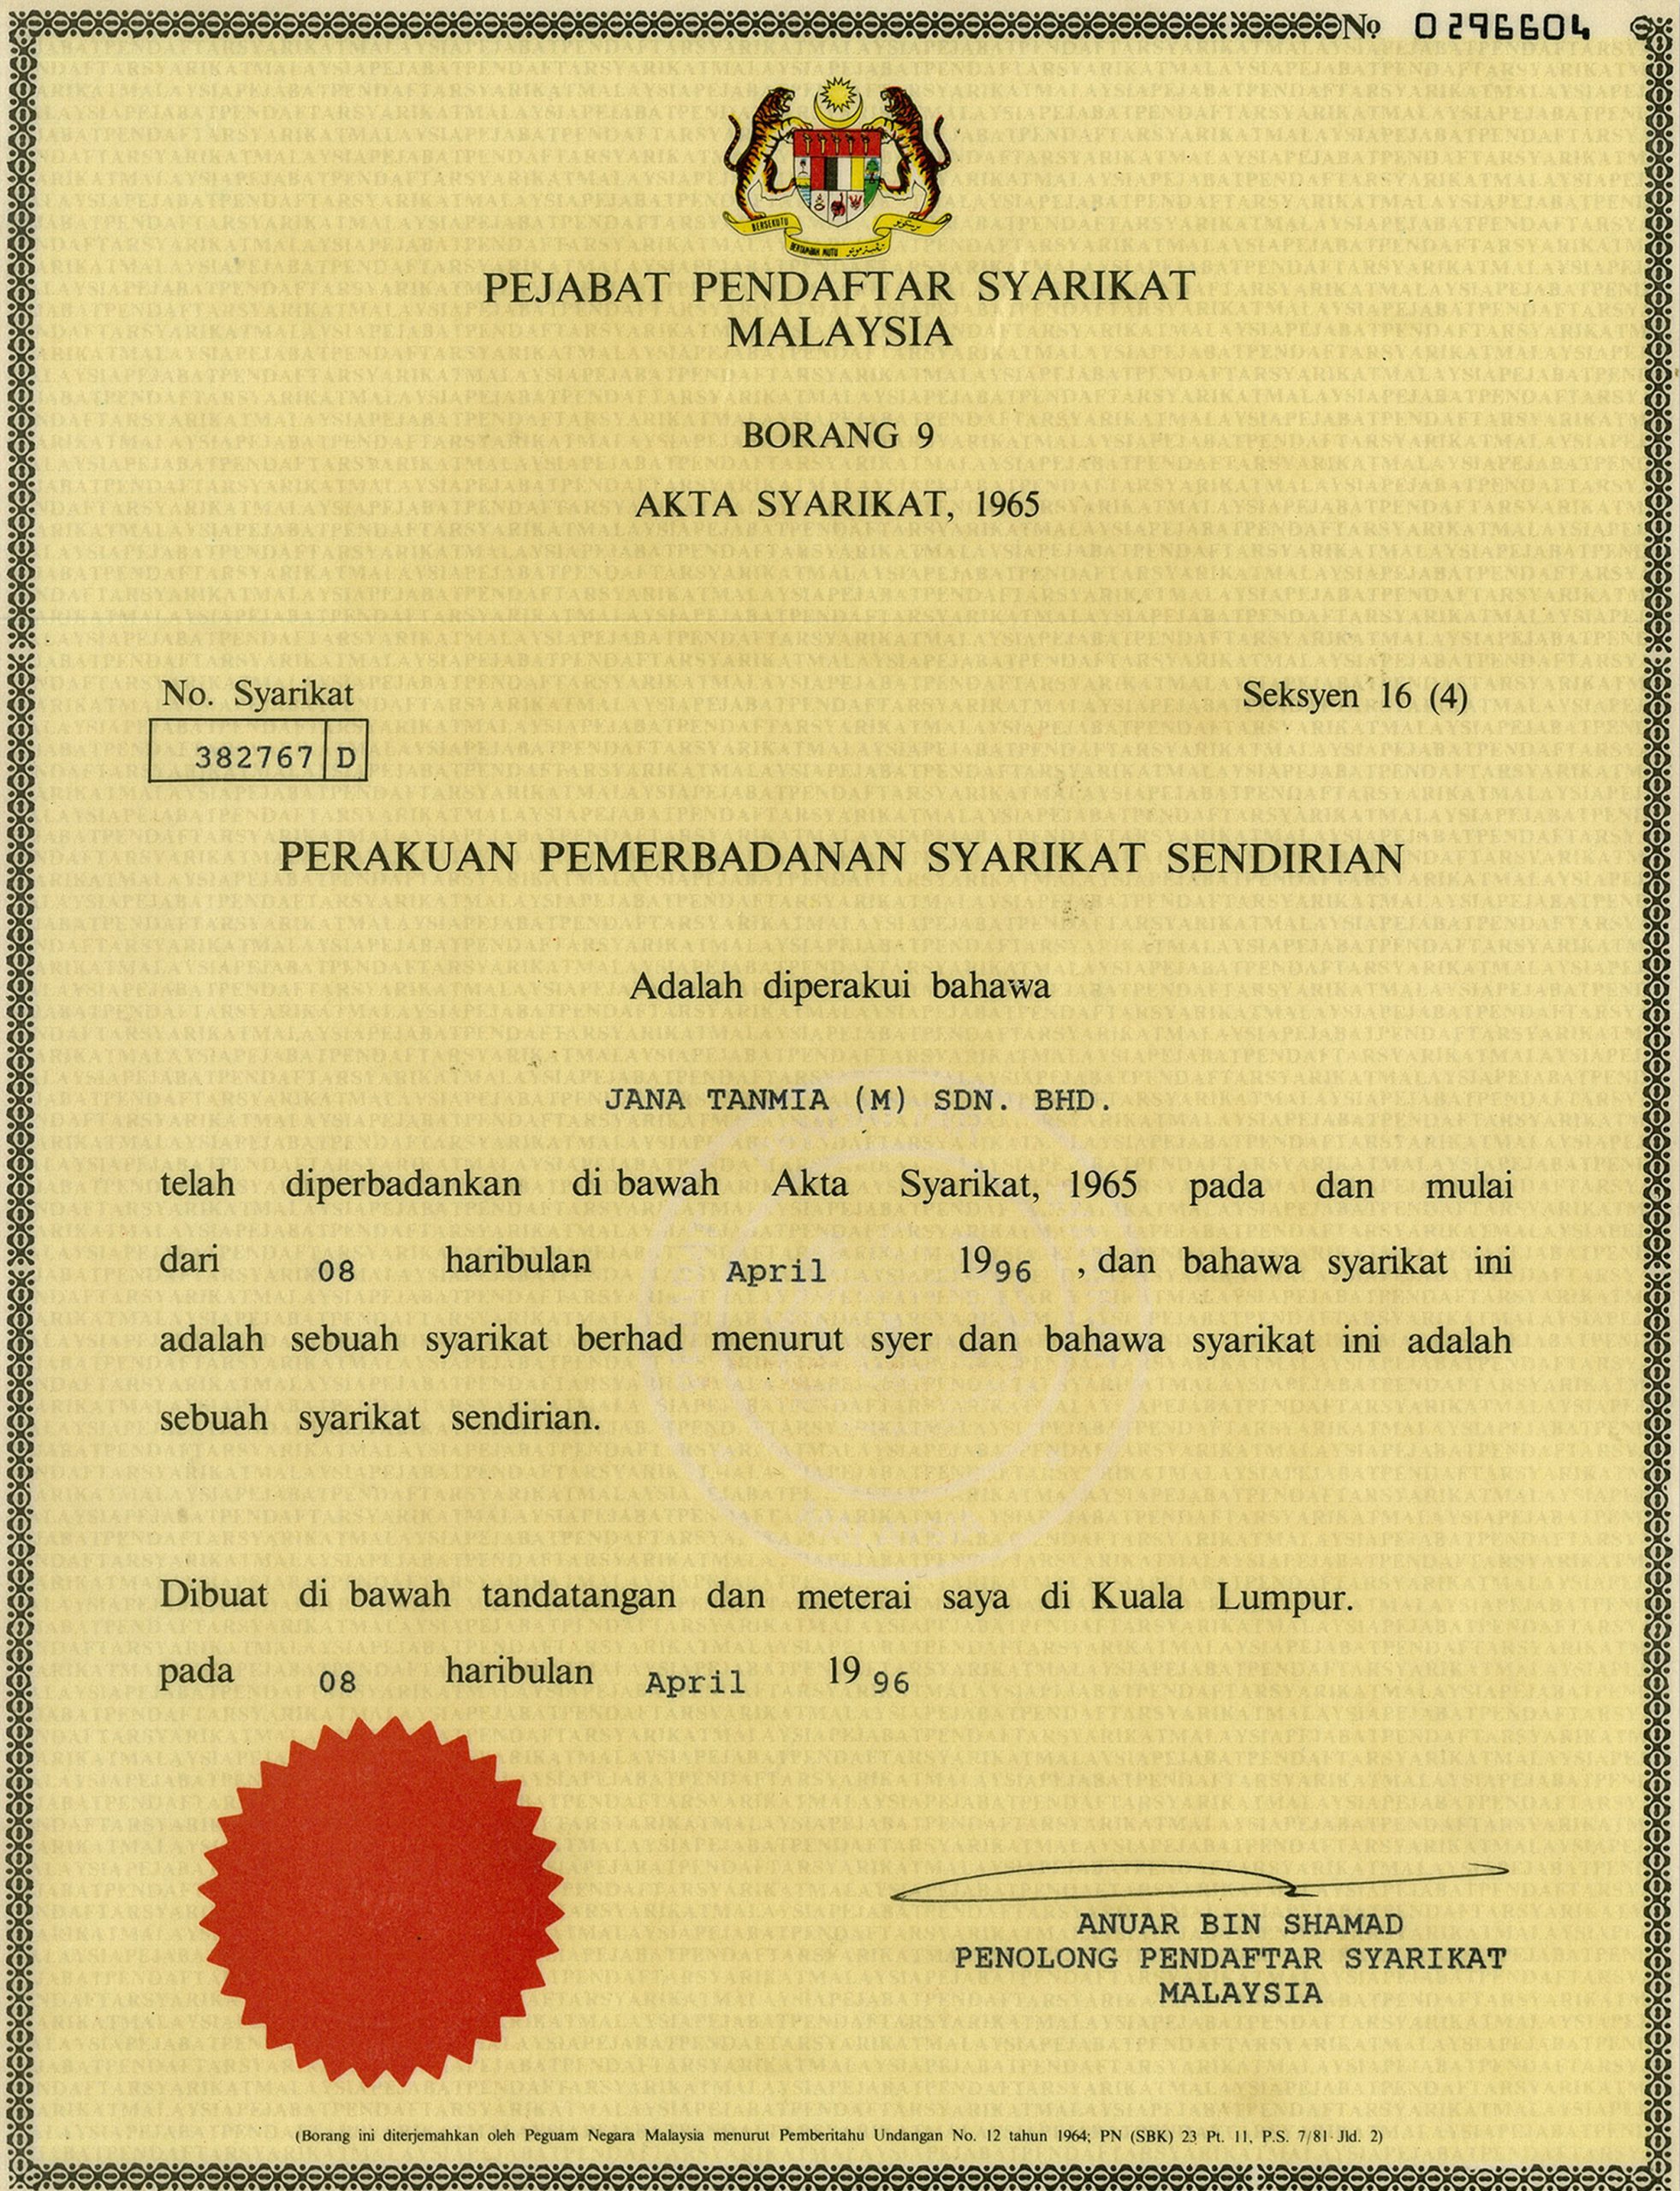 No 0296604
BERSEKUTU
BERTAMBAH MUTU
PEJABAT PENDAFTAR SYARIKAT
MALAYSIA
BORANG 9
AKTA SYARIKAT, 1965
No. Syarikat
Seksyen 16 (4)
382767 D
PERAKUAN PEMERBADANAN SYARIKAT SENDIRIAN
Adalah diperakui bahawa
JANA TANMIA (M) SDN. BHD.
telah diperbadankan di bawah Akta Syarikat, 1965 pada dan mulai
dari 08 haribulan April 1996 , dan bahawa syarikat ini
adalah sebuah syarikat berhad menurut syer dan bahawa syarikat ini adalah
sebuah syarikat sendirian.
Dibuat di bawah tandatangan dan meterai saya di Kuala Lumpur.
pada 08 haribulan April 19 96
ANUAR BIN SHAMAD
PENOLONG PENDAFTAR SYARIKAT
MALAYSIA
(Borang ini diterjemahkan oleh Peguam Negara Malaysia menurut Pemberitahu Undangan No. 12 tahun 1964; PN (SBK) 23 Pt. 11, P.S. 7/81 Jld. 2)